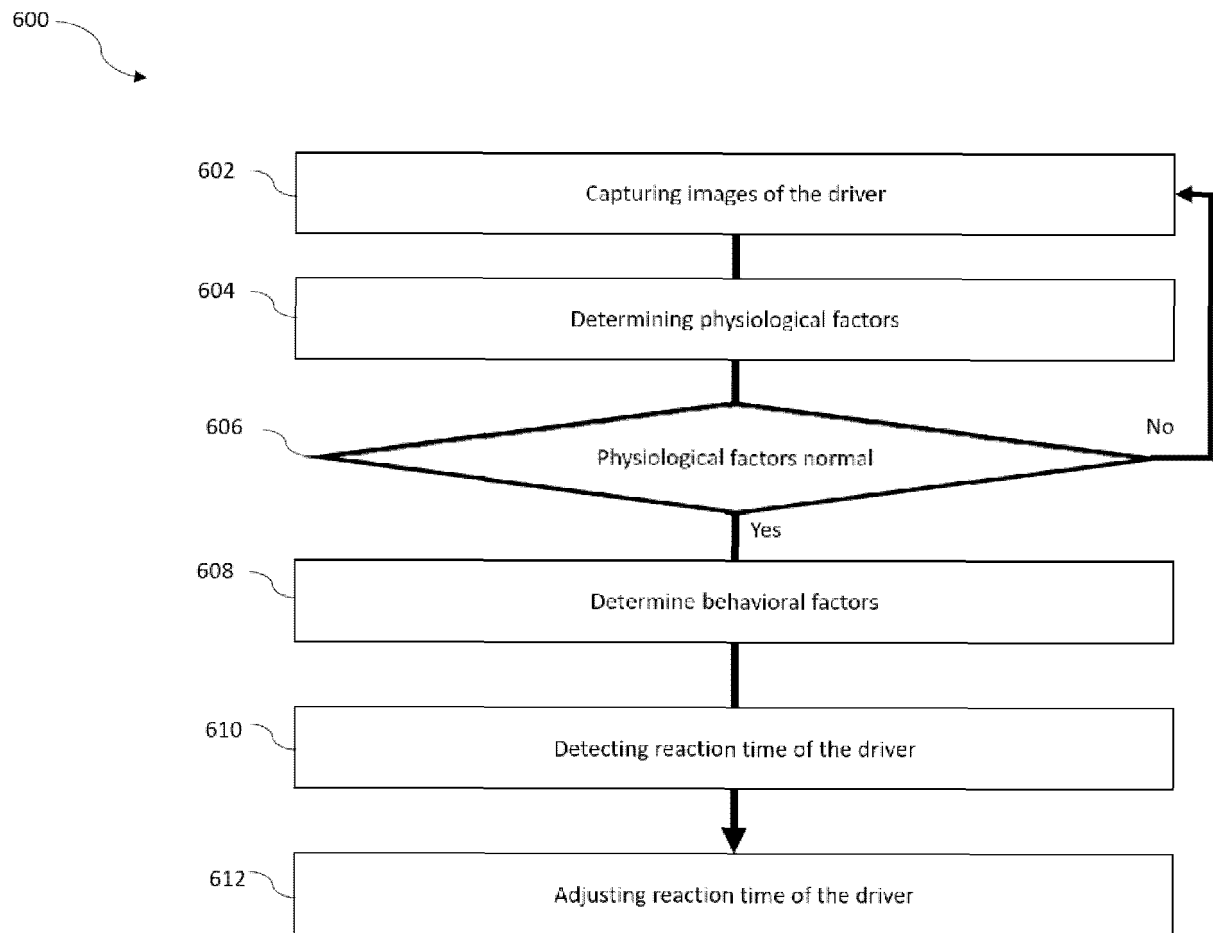 600
602
Capturing images of the driver
604
Determining physiological factors
606
Physiological factors normal
No
Yes
608
Determine behavioral factors
610
Detecting reaction time of the driver
612
Adjusting reaction time of the driver